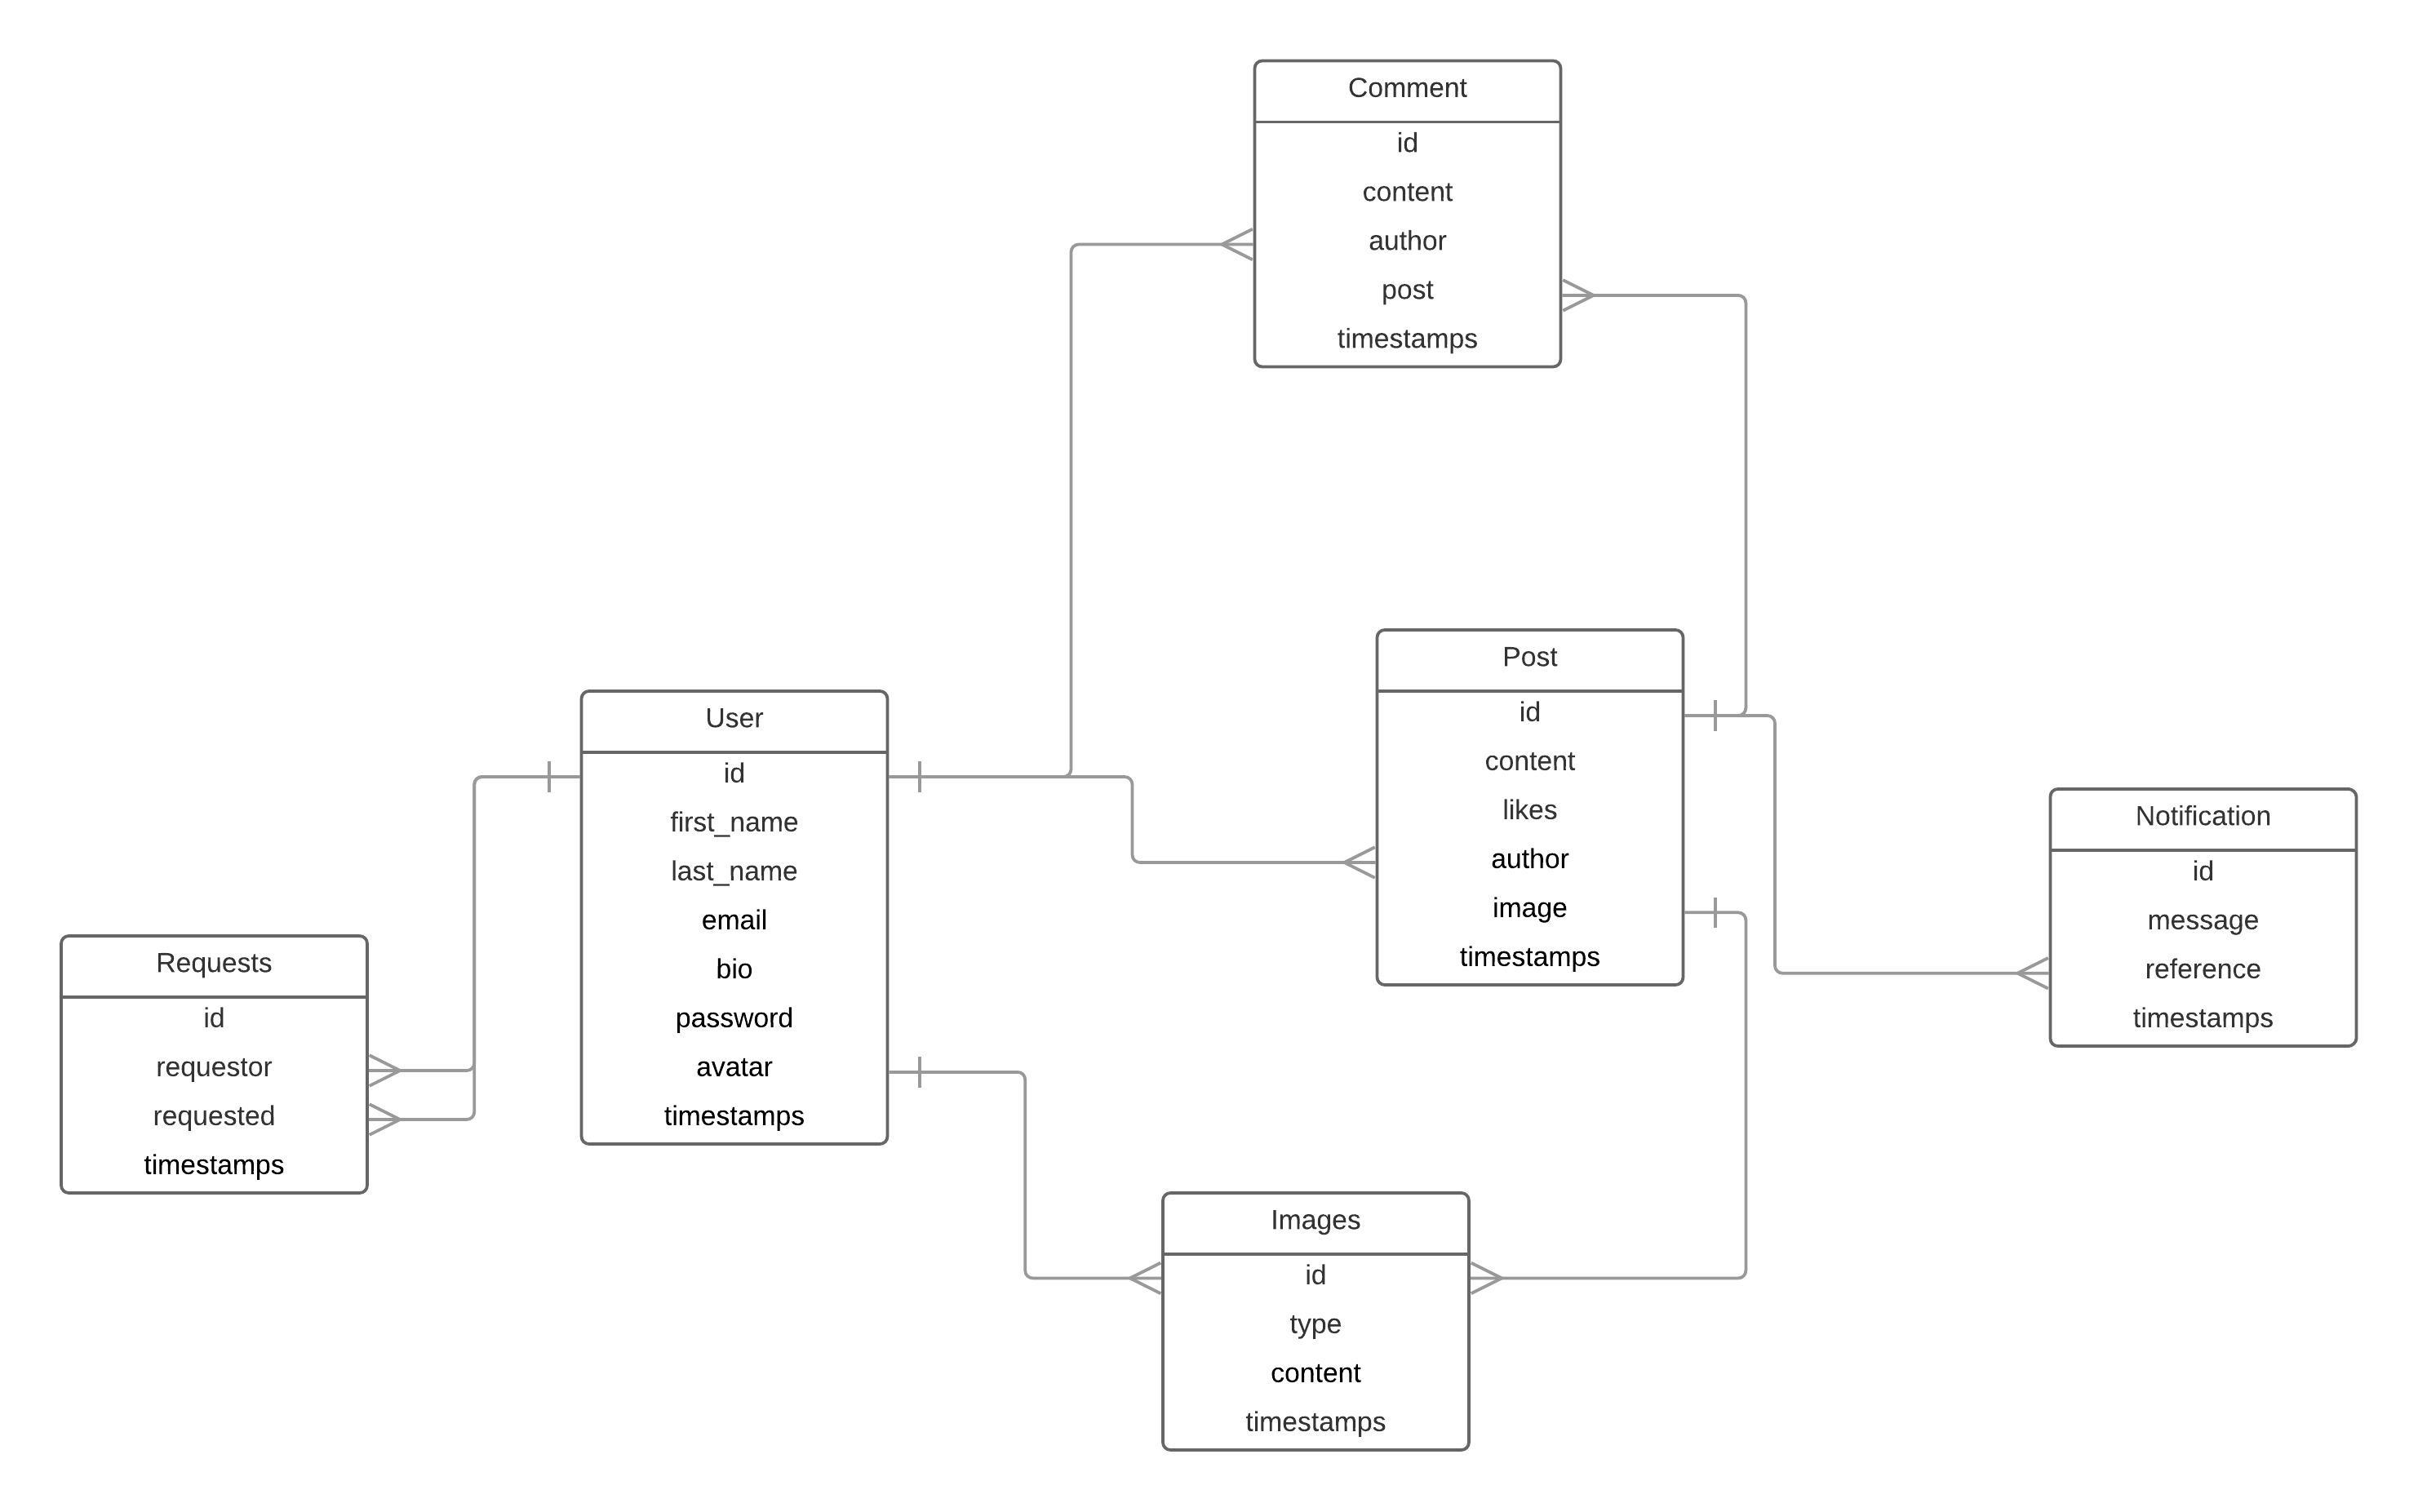 Comment
id
content
author
post
timestamps
Post
id
content
likes
author
image
timestamps
User
id
first_name
last_name
email
bio
password
avatar
timestamps
Notification
id
message
reference
timestamps
Requests
id
requestor
requested
timestamps
Images
id
type
content
timestamps